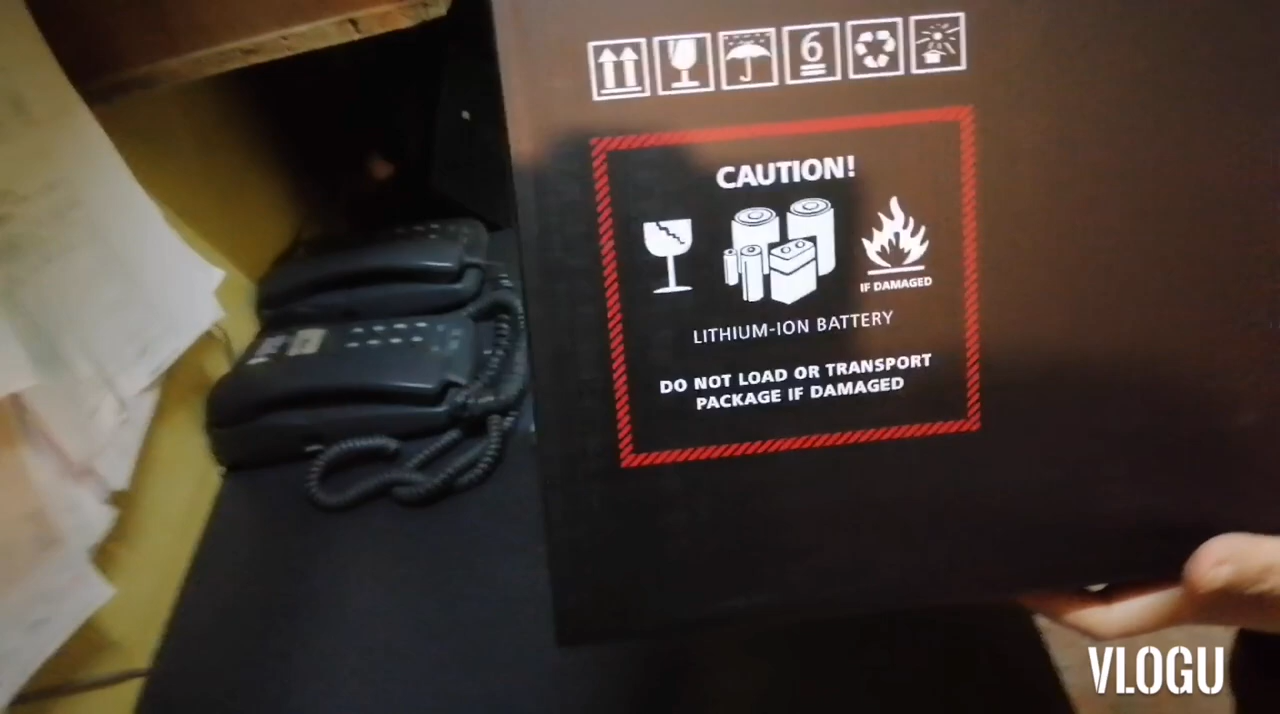 6
CAUTION!
IF DAMAGED
LITHIUM-ION BATTERY
DO NOT LOAD OR TRANSPORT
PACKAGE IF DAMAGED
VLOGU